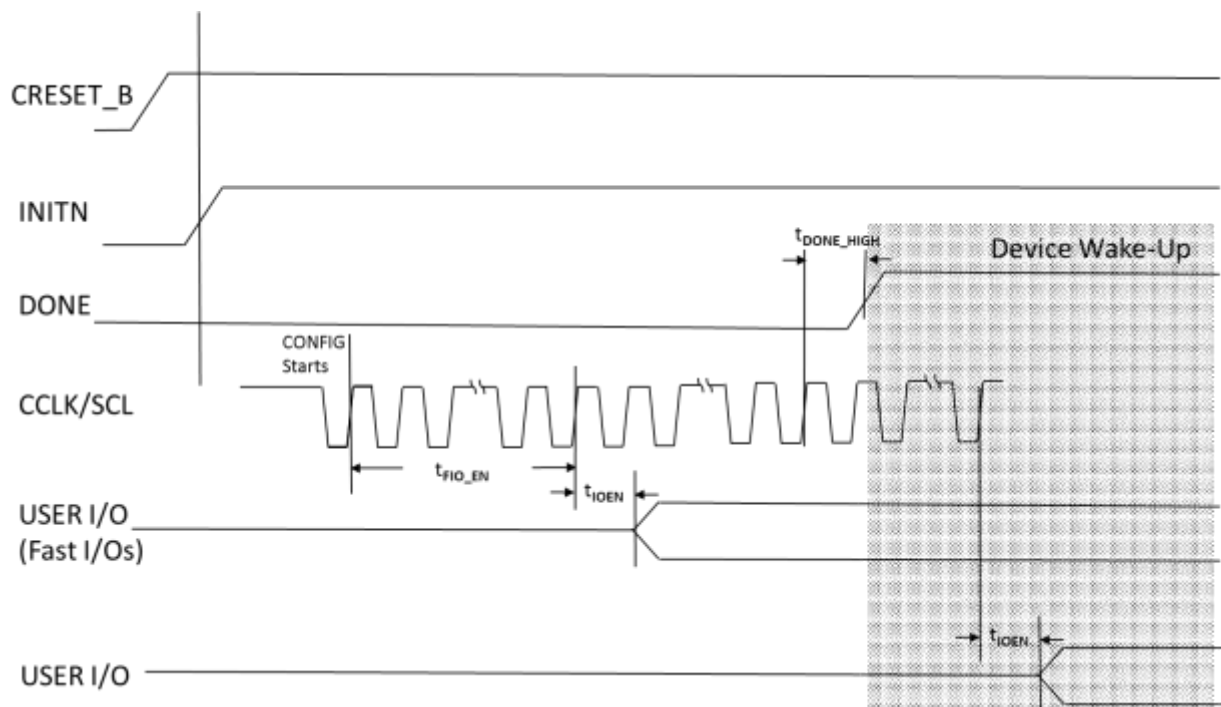 CRESET_B
INITN
tDONE_HIGH
Device Wake-Up
DONE
CONFIG
Starts
CCLK/SCL
tFIO_EN
tIOEN
USER I/O
(Fast I/Os)
tIOEN
USER I/O